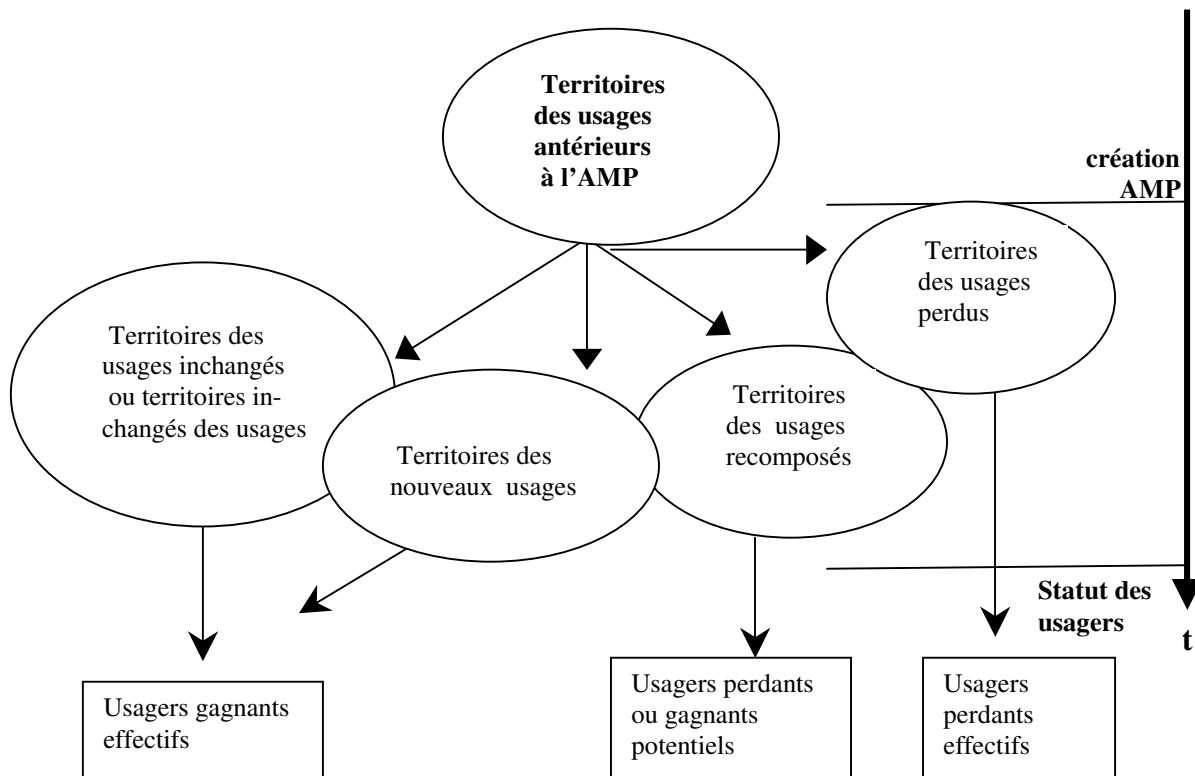 Territoires
des usages
antérieurs
à l’AMP
création
AMP
Territoires
des usages
perdus
Territoires des
usages inchangés
ou territoires in-
changés des usages
Territoires des
nouveaux usages
Territoires
des usages
recomposés
Statut des
usagers
t
Usagers gagnants
effectifs
Usagers perdants
ou gagnants
potentiels
Usagers
perdants
effectifs